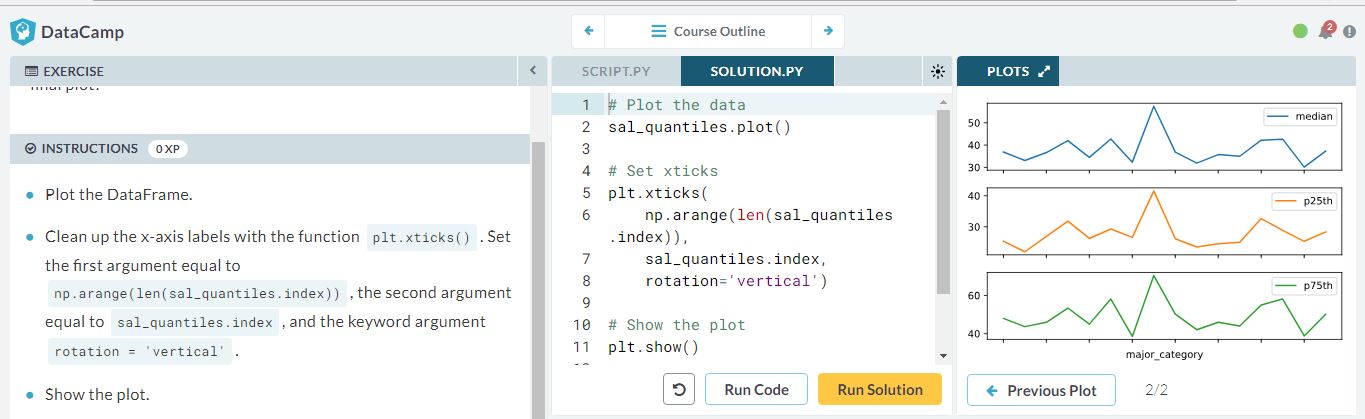 DataCamp
Course Outline
2
EXERCISE
final plot.
INSTRUCTIONS 0 XP
Plot the DataFrame.
Clean up the x-axis labels with the function plt.xticks() . Set
the first argument equal to
np.arange(len(sal_quantiles.index)) , the second argument
equal to sal_quantiles.index , and the keyword argument
rotation = 'vertical' .
Show the plot.
SCRIPT.PY SOLUTION.PY
1 # Plot the data
2 sal_quantiles.plot()
3
4 # Set xticks
5 plt.xticks(
6 np.arange(len(sal_quantiles
.index)),
7 sal_quantiles.index,
8 rotation='vertical')
9
10 # Show the plot
11 plt.show()
Run Code
Run Solution
PLOTS
median
50
40
30
p25th
40
30
p75th
60
40
major_category
Previous Plot 2/2